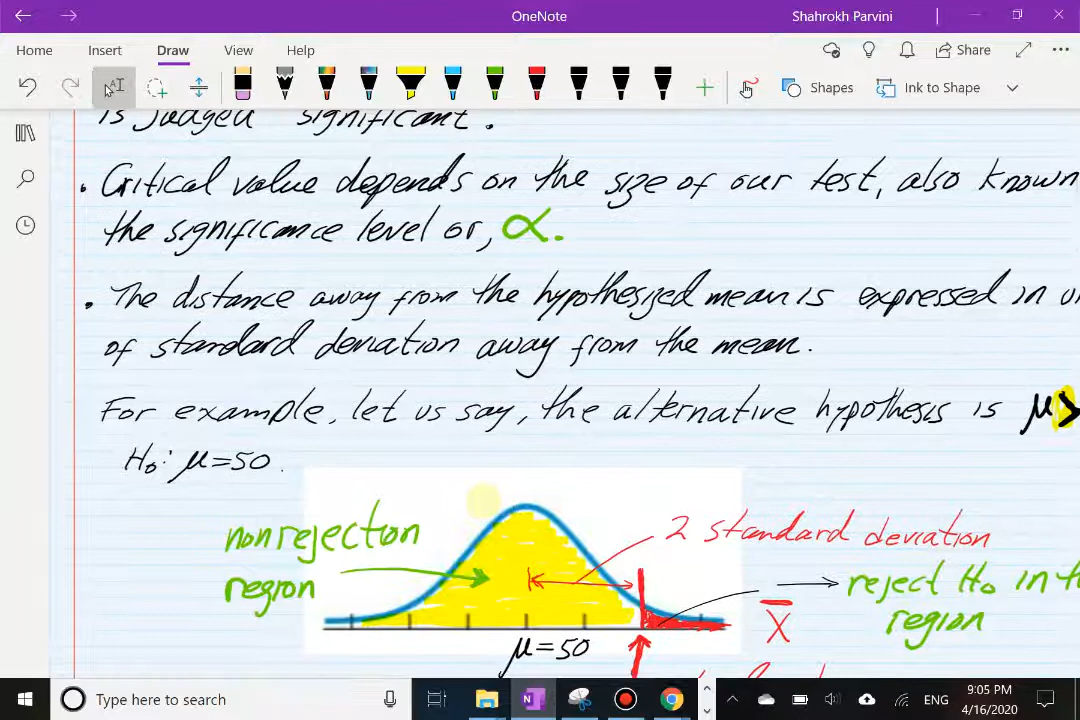 OneNote
Shahrokh Parvini
Home Insert Draw View Help
Share
Shapes
Ink to Shape
is judged significant.
. Critical value depends on the size of our test, also known
the significance level or, α.
. The distance away from the hypothesized mean is expressed in
of standard deviation away from the mean.
For example, let us say, the alternative hypothesis is μ>
H₀: μ=50.
nonrejection
region
2 standard deviation
→ reject H₀ in
region
X̄
μ=50
Type here to search
ENG
9:05 PM
4/16/2020